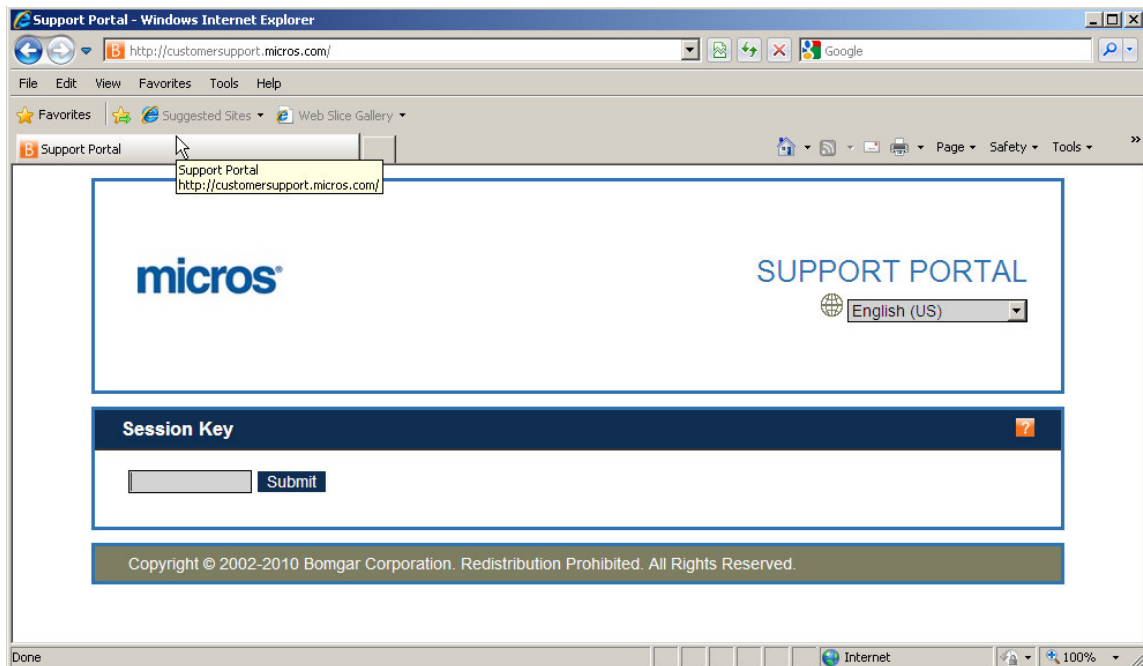 Support Portal - Windows Internet Explorer
http://customersupport.micros.com/
Google
File Edit View Favorites Tools Help
Favorites Suggested Sites Web Slice Gallery
Support Portal
Page Safety Tools »
Support Portal
http://customersupport.micros.com/
micros®
SUPPORT PORTAL
English (US)
Session Key
?
Submit
Copyright © 2002-2010 Bomgar Corporation. Redistribution Prohibited. All Rights Reserved.
Done Internet 100%